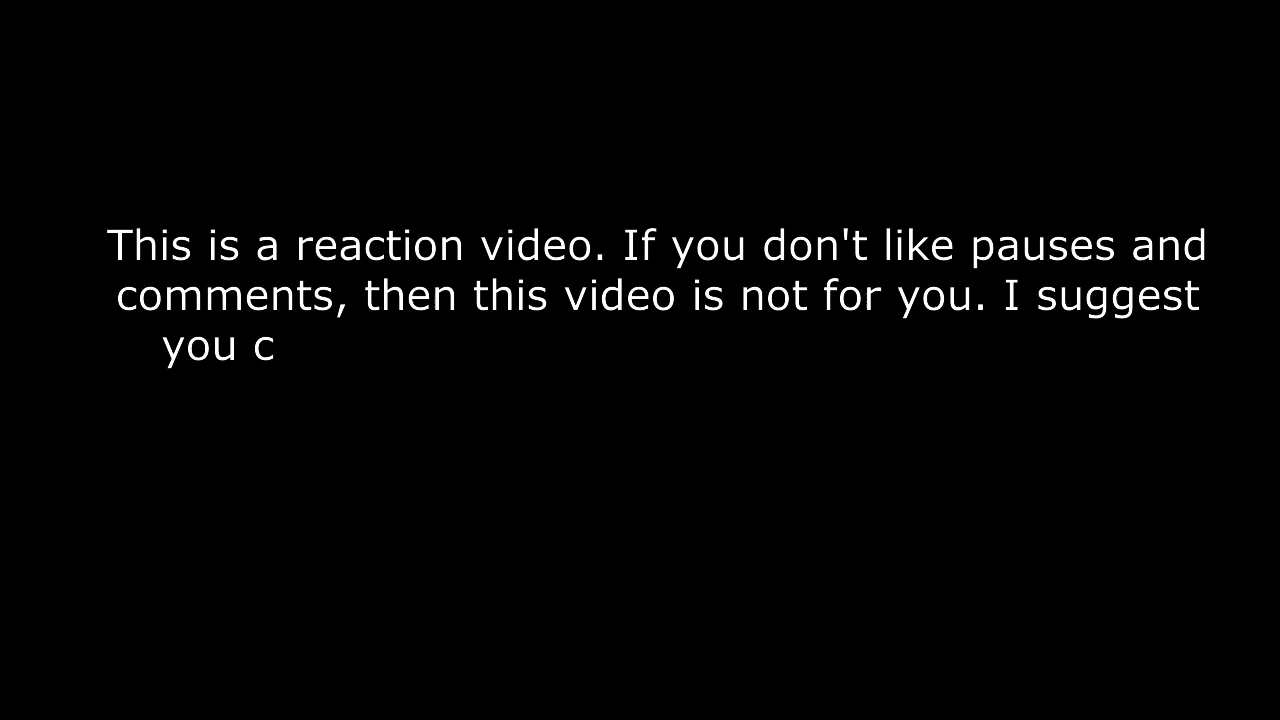 This is a reaction video. If you don't like pauses and
comments, then this video is not for you. I suggest
you c